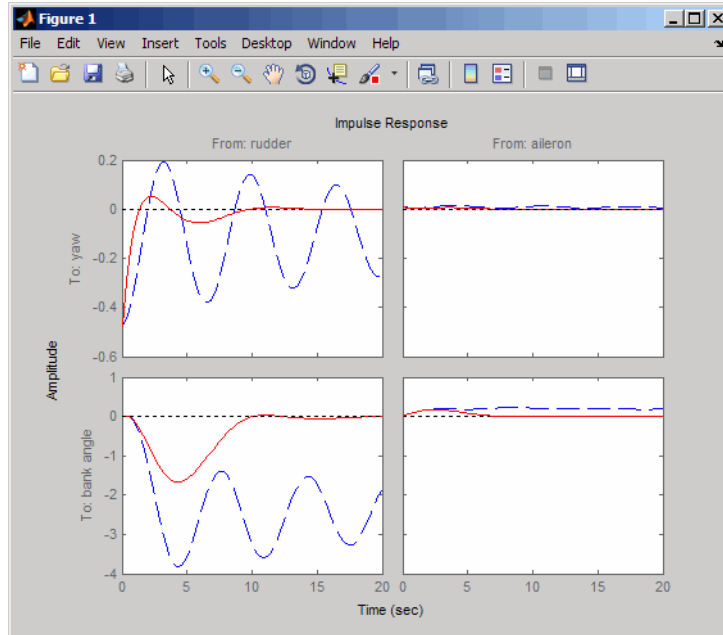 Figure 1
File Edit View Insert Tools Desktop Window Help
Impulse Response
From: rudder From: aileron
Amplitude
To: yaw
0.2
0
-0.2
-0.4
-0.6
To: bank angle
1
0
-1
-2
-3
-4
0 5 10 15 20 0 5 10 15 20
Time (sec)